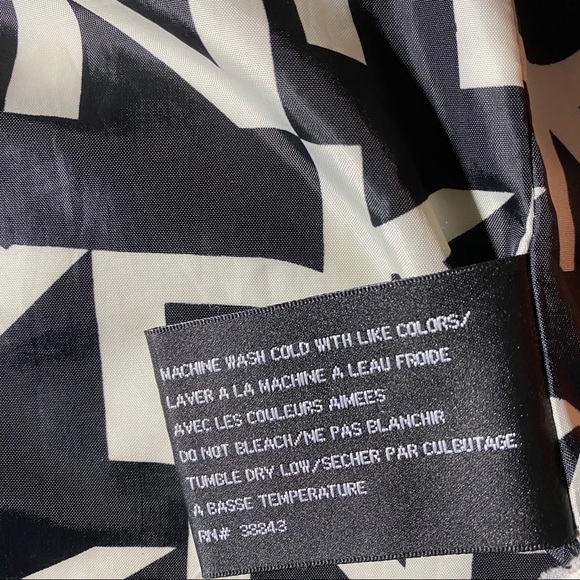 MACHINE WASH COLD WITH LIKE COLORS/
LAVER A LA MACHINE A LEAU FROIDE
AVEC LES COULEURS AIMEES
DO NOT BLEACH/NE PAS BLANCHIR
TUMBLE DRY LOW/SECHER PAR CULBUTAGE
A BASSE TEMPERATURE
RN# 38843